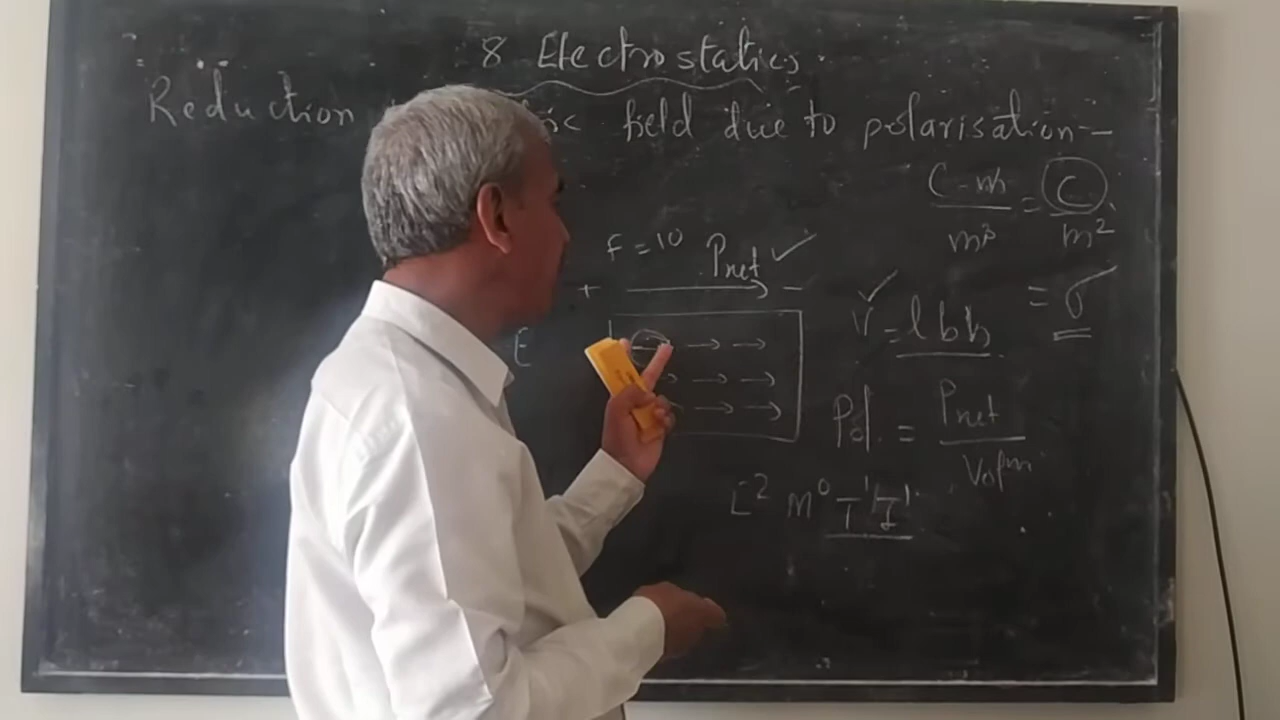 8 Electrostatics
Reduction field due to polarisation-
C-m/m³ = C/m²
F = 10 Pnet ✓
+ → -
V = lbh = σ
E
Pol. = Pnet/Volm
L² M⁰ T¹ I¹